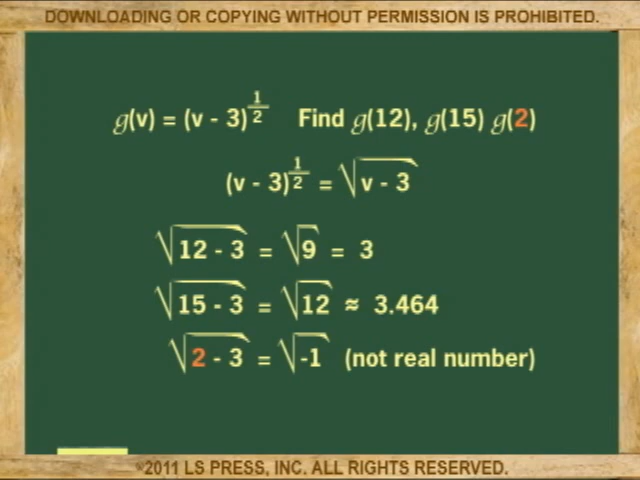 DOWNLOADING OR COPYING WITHOUT PERMISSION IS PROHIBITED.
g(v) = (v - 3)^(1/2) Find g(12), g(15) g(2)
(v - 3)^(1/2) = √(v - 3)
√(12 - 3) = √9 = 3
√(15 - 3) = √12 ≈ 3.464
√(2 - 3) = √-1 (not real number)
©2011 LS PRESS, INC. ALL RIGHTS RESERVED.